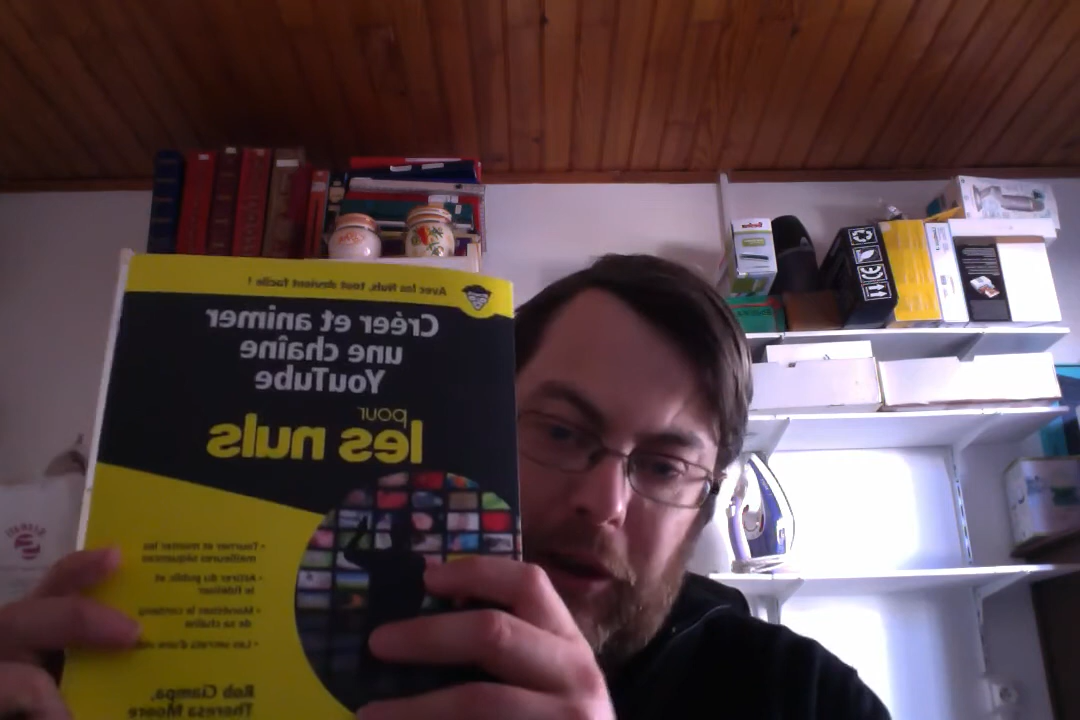 Avec les Nuls, tout devient facile !
Créer et animer
une chaîne
YouTube
pour
les nuls
• Tourner et monter les
meilleures séquences
• Attirer du public et
le fidéliser
• Monétiser le contenu
de sa chaîne
• Les secrets d'une
Rob Ciampa,
Theresa Moore